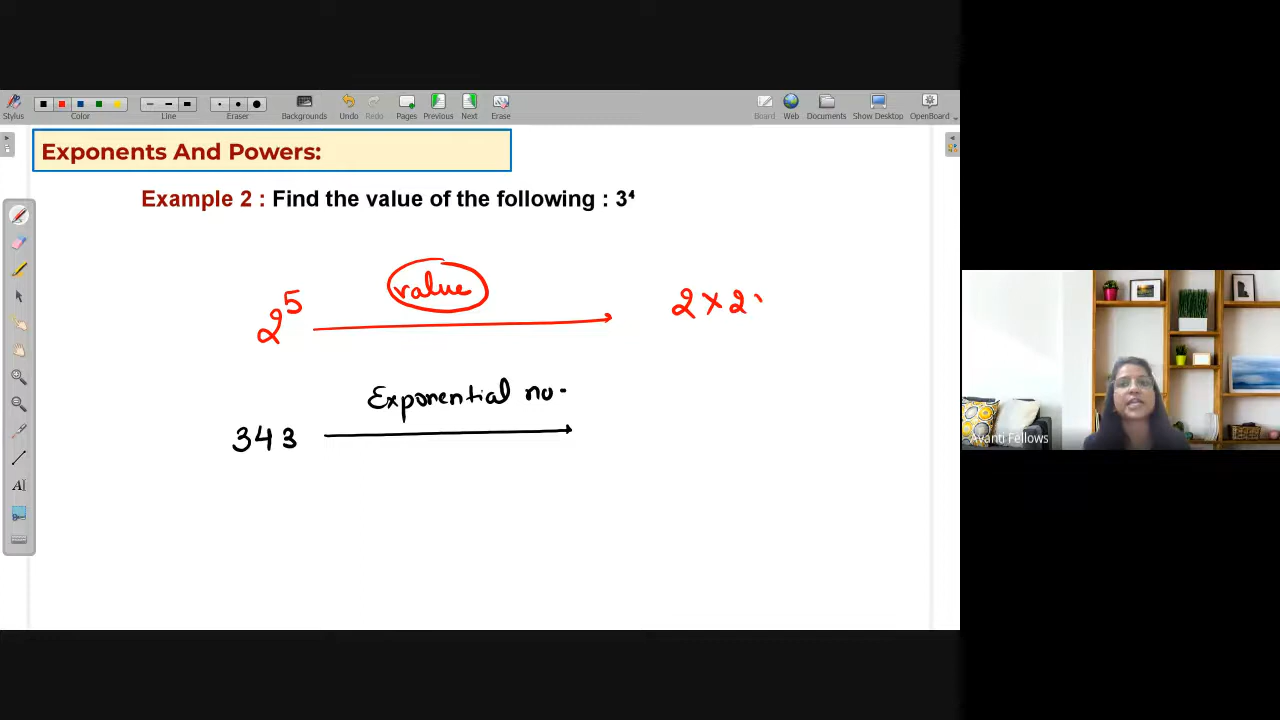 Stylus
Color
Line
Eraser
Backgrounds
Undo
Redo
Pages
Previous
Next
Erase
Board
Web
Documents
Show Desktop
OpenBoard
Exponents And Powers:
Example 2 : Find the value of the following : 3⁴
value
2⁵
2 × 2
Exponential no.
343
Avanti Fellows